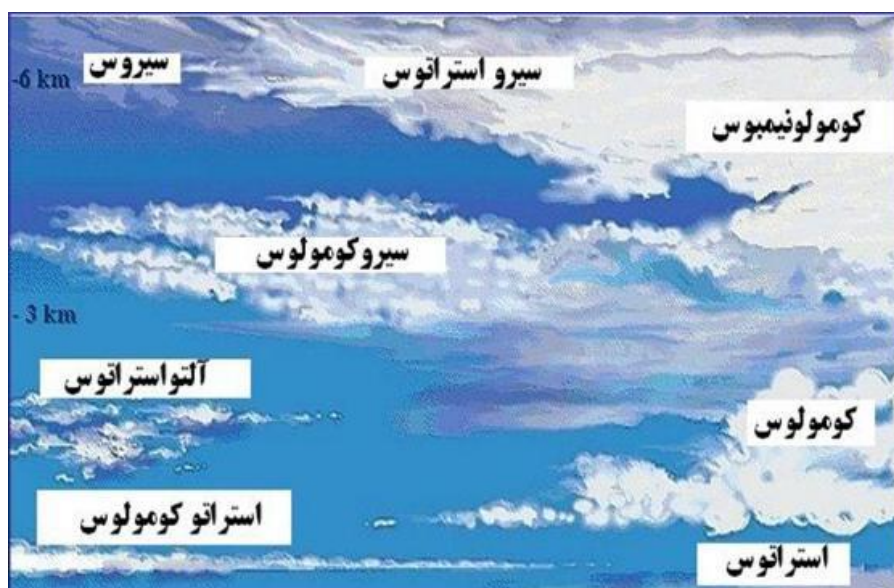 سیروس
سیرو استراتوس
-6 km
کومولونیمبوس
سیروکومولوس
- 3 km
آلتواستراتوس
کومولوس
استراتو کومولوس
استراتوس